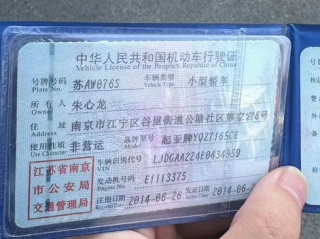 中华人民共和国机动车行驶证
Vehicle License of the People's Republic of China
号牌号码 苏AW0765 车辆类型 小型轿车
Plate No. Vehicle Type
所有人 朱心龙
Owner
住址 南京市江宁区谷里街道公塘社区
Address
使用性质 非营运 品牌型号 起亚牌YQZ7165CE
Use Character Model
江苏省南京
市公安局
交通管理局
车辆识别代号 LJDGAA224E0434959
VIN
发动机号码 E1113375
Engine No.
注册日期 2014-06-26 发证日期 2014-06
Register Date Issue Date